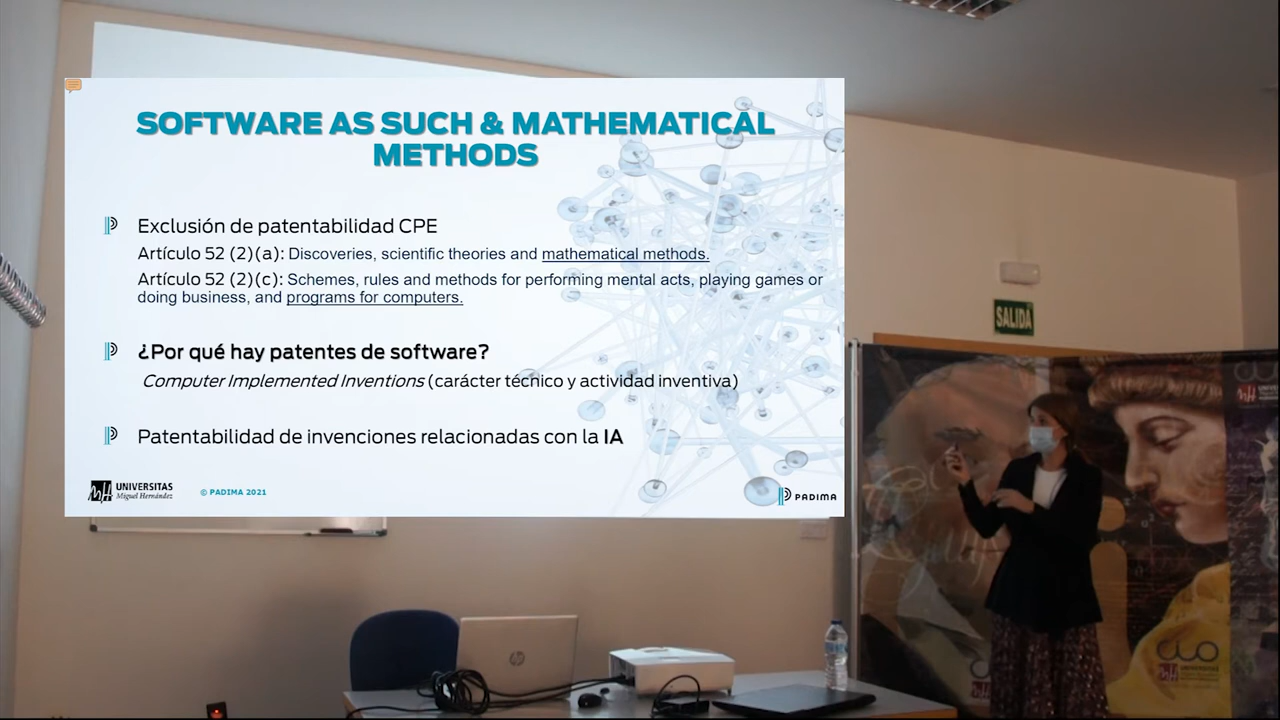 SOFTWARE AS SUCH & MATHEMATICAL
METHODS
Exclusión de patentabilidad CPE
Artículo 52 (2)(a): Discoveries, scientific theories and mathematical methods.
Artículo 52 (2)(c): Schemes, rules and methods for performing mental acts, playing games or
doing business, and programs for computers.
¿Por qué hay patentes de software?
Computer Implemented Inventions (carácter técnico y actividad inventiva)
Patentabilidad de invenciones relacionadas con la IA
UNIVERSITAS
Miguel Hernández
© PADIMA 2021
PADIMA
SALIDA
hp
UNIVERSITAS